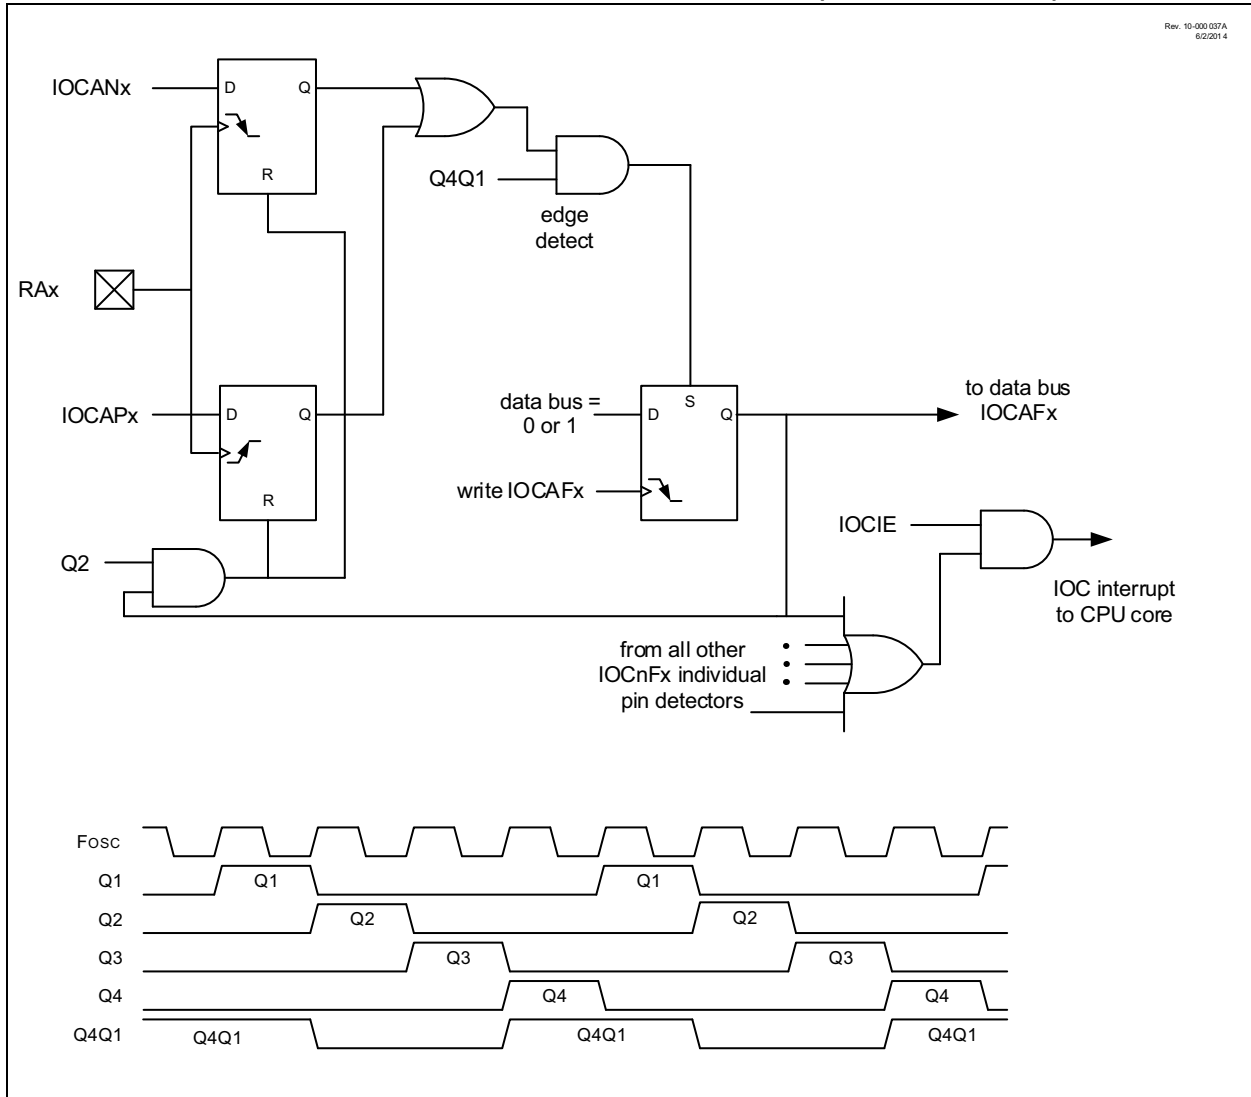 Rev. 10-000 037A
6/2/201 4
IOCANx
D
Q
R
Q4Q1
edge
detect
RAx
IOCAPx
D
Q
R
Q2
data bus =
0 or 1
D
S
Q
write IOCAFx
to data bus
IOCAFx
IOCIE
IOC interrupt
to CPU core
from all other
IOCnFx individual
pin detectors
Fosc
Q1
Q1
Q1
Q2
Q2
Q2
Q3
Q3
Q3
Q4
Q4
Q4
Q4Q1
Q4Q1
Q4Q1
Q4Q1